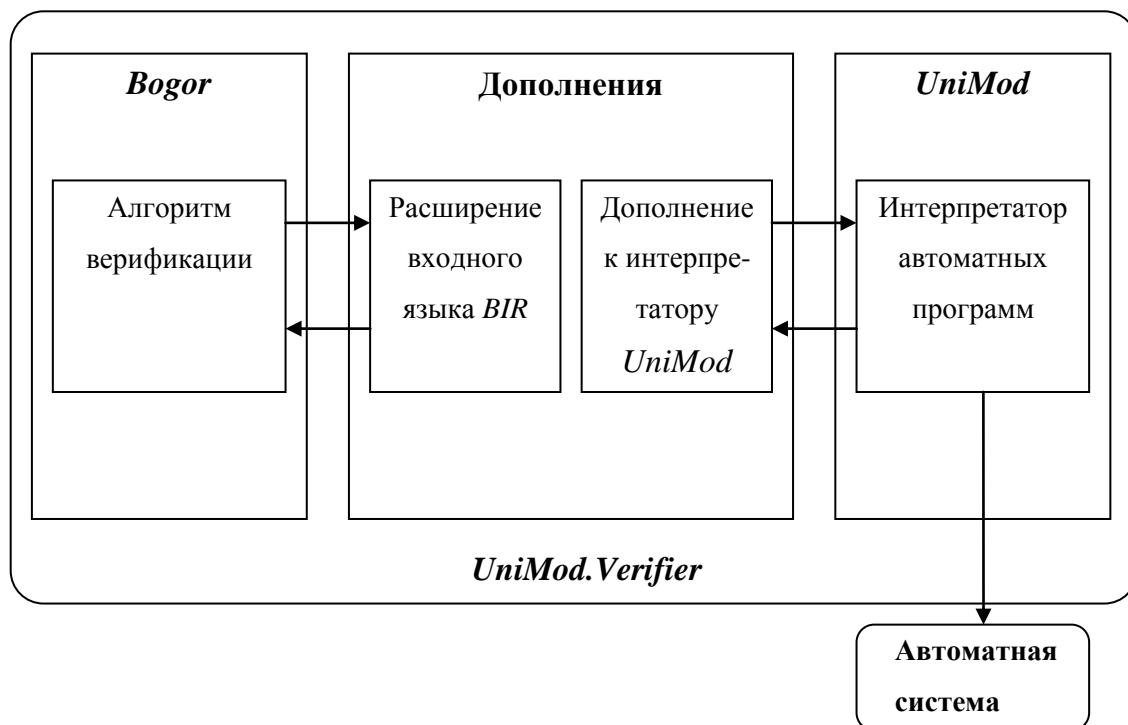 Bogor
Дополнения
UniMod
Алгоритм
верификации
Расширение
входного
языка BIR
Дополнение
к интерпре-
татору
UniMod
Интерпретатор
автоматных
программ
UniMod.Verifier
Автоматная
система